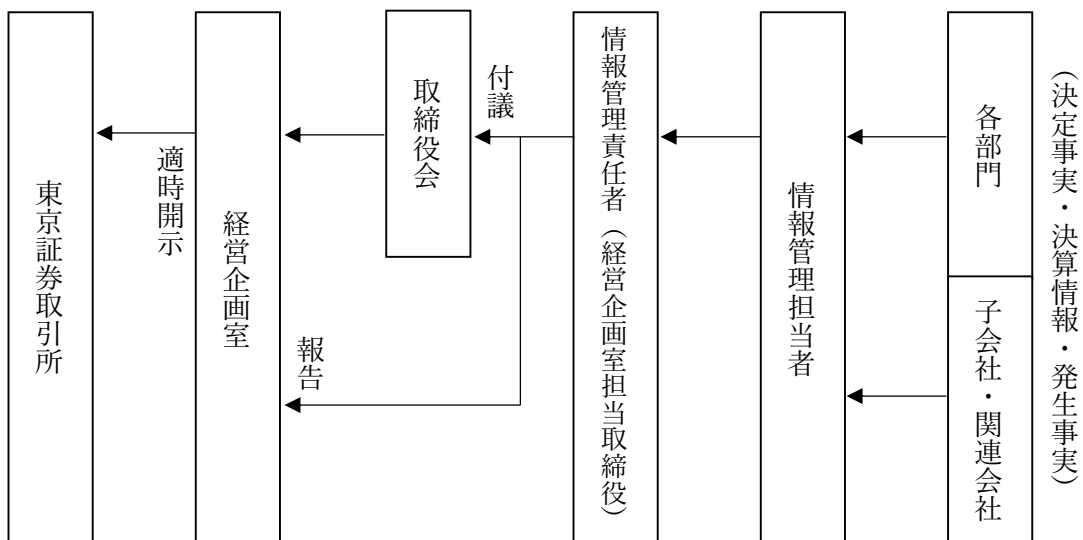 （決定事実・決算情報・発生事実）
各部門
子会社・関連会社
情報管理担当者
情報管理責任者（経営企画室担当取締役）
付議
取締役会
報告
経営企画室
適時開示
東京証券取引所